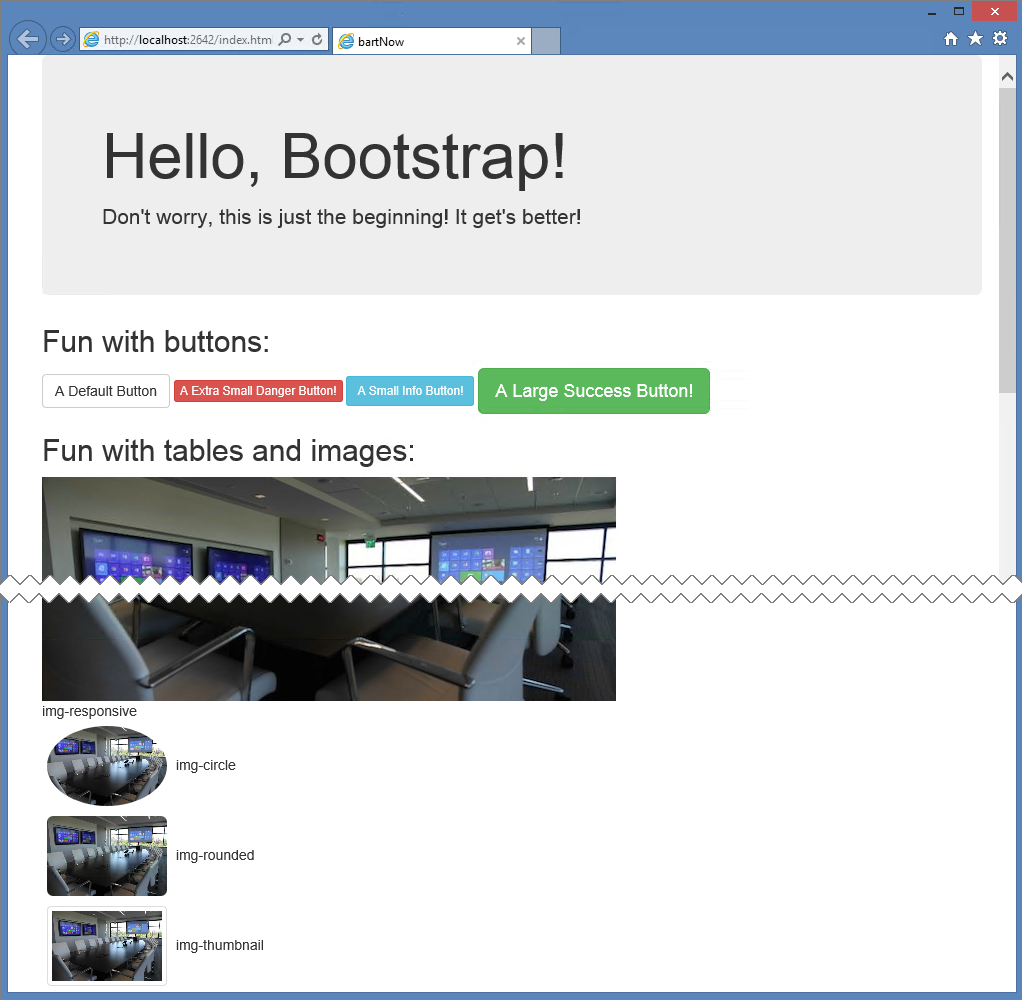 http://localhost:2642/index.htm
bartNow
Hello, Bootstrap!
Don't worry, this is just the beginning! It get's better!
Fun with buttons:
A Default Button
A Extra Small Danger Button!
A Small Info Button!
A Large Success Button!
Fun with tables and images:
img-responsive
img-circle
img-rounded
img-thumbnail